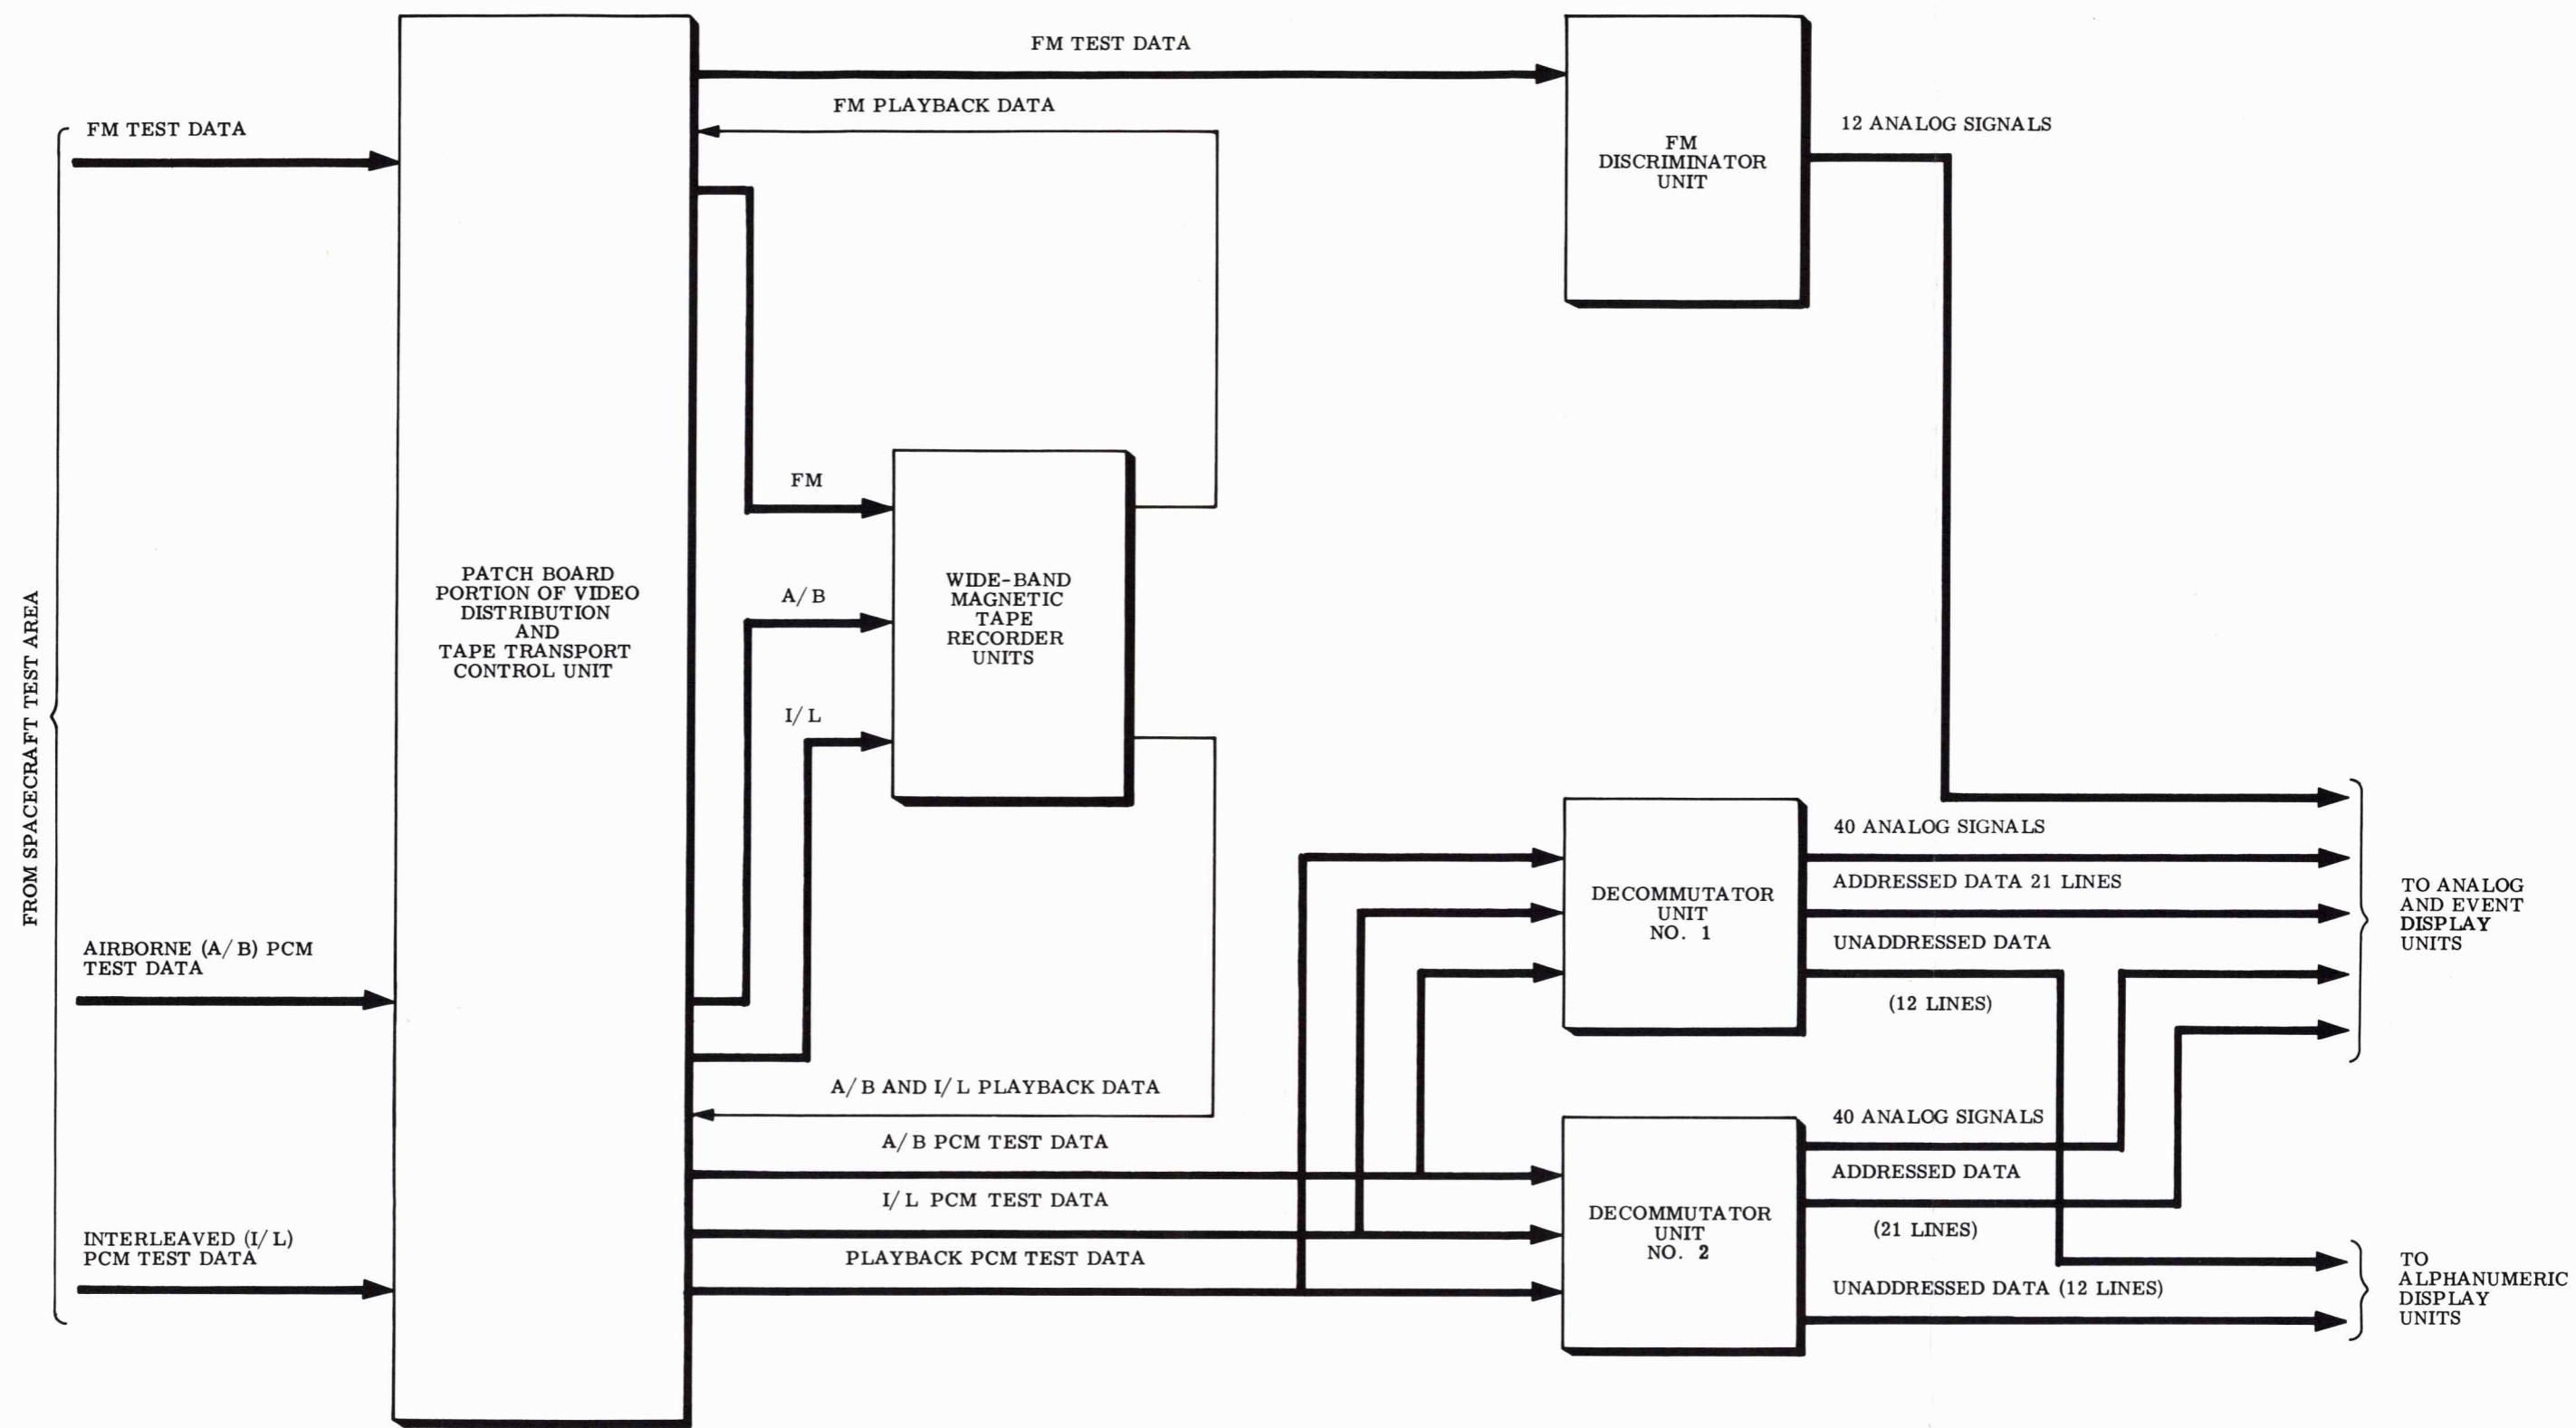 FROM SPACECRAFT TEST AREA
FM TEST DATA
AIRBORNE (A/B) PCM
TEST DATA
INTERLEAVED (I/L)
PCM TEST DATA
PATCH BOARD
PORTION OF VIDEO
DISTRIBUTION
AND
TAPE TRANSPORT
CONTROL UNIT
FM TEST DATA
FM PLAYBACK DATA
FM
A/B
I/L
WIDE-BAND
MAGNETIC
TAPE
RECORDER
UNITS
A/B AND I/L PLAYBACK DATA
A/B PCM TEST DATA
I/L PCM TEST DATA
PLAYBACK PCM TEST DATA
FM
DISCRIMINATOR
UNIT
12 ANALOG SIGNALS
DECOMMUTATOR
UNIT
NO. 1
40 ANALOG SIGNALS
ADDRESSED DATA 21 LINES
UNADDRESSED DATA
(12 LINES)
DECOMMUTATOR
UNIT
NO. 2
40 ANALOG SIGNALS
ADDRESSED DATA
(21 LINES)
UNADDRESSED DATA (12 LINES)
TO ANALOG
AND EVENT
DISPLAY
UNITS
TO
ALPHANUMERIC
DISPLAY
UNITS